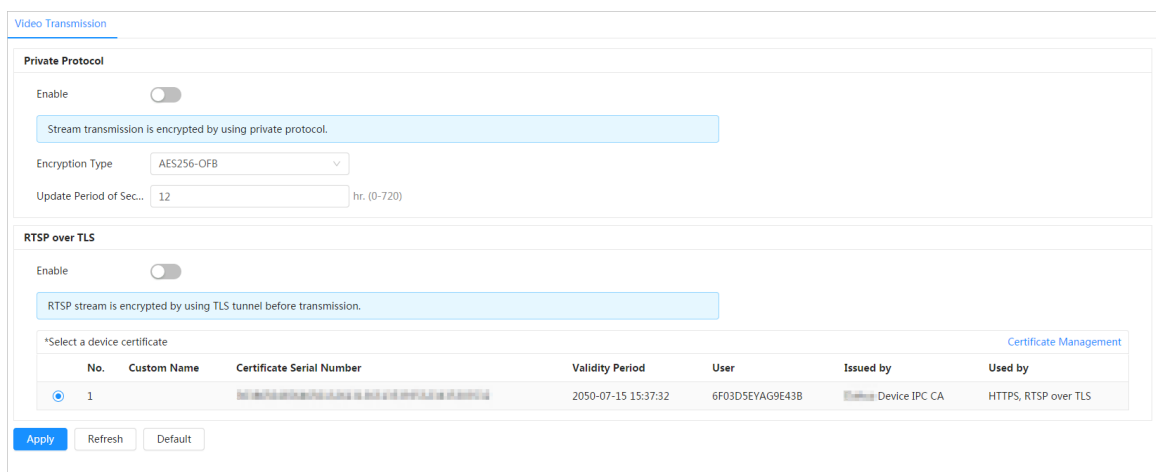 Video Transmission
Private Protocol
Enable
Stream transmission is encrypted by using private protocol.
Encryption Type AES256-OFB
Update Period of Sec... 12 hr. (0-720)
RTSP over TLS
Enable
RTSP stream is encrypted by using TLS tunnel before transmission.
*Select a device certificate Certificate Management
No. Custom Name Certificate Serial Number Validity Period User Issued by Used by
1 2050-07-15 15:37:32 6F03D5EYAG9E43B Device IPC CA HTTPS, RTSP over TLS
Apply Refresh Default